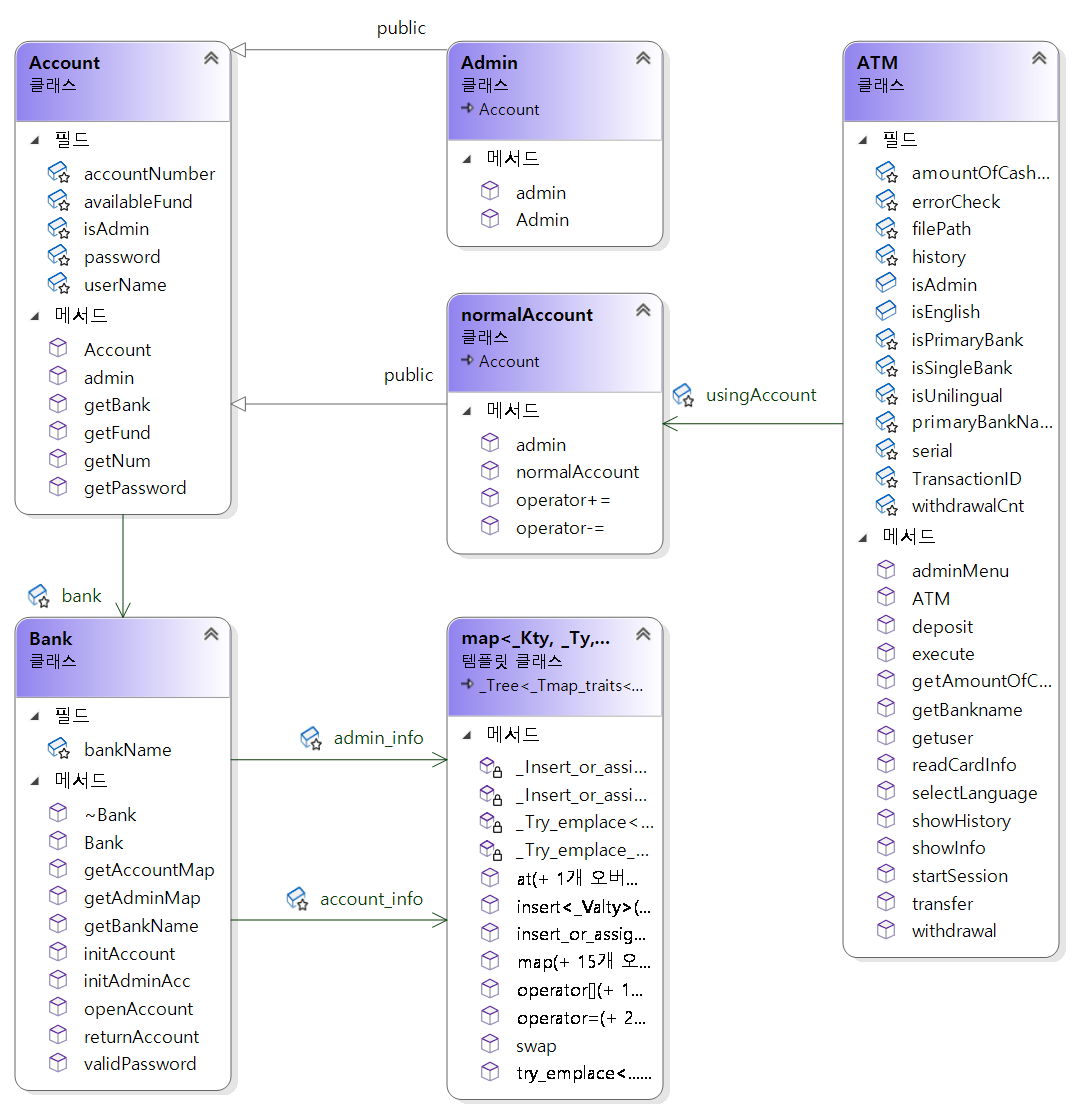 public
Account
클래스
필드
accountNumber
availableFund
isAdmin
password
userName
메서드
Account
admin
getBank
getFund
getNum
getPassword
Admin
클래스
Account
메서드
admin
Admin
public
normalAccount
클래스
Account
메서드
admin
normalAccount
operator+=
operator-=
usingAccount
ATM
클래스
필드
amountOfCash...
errorCheck
filePath
history
isAdmin
isEnglish
isPrimaryBank
isSingleBank
isUnilingual
primaryBankNa...
serial
TransactionID
withdrawalCnt
메서드
adminMenu
ATM
deposit
execute
getAmountOfC...
getBankname
getuser
readCardInfo
selectLanguage
showHistory
showInfo
startSession
transfer
withdrawal
bank
Bank
클래스
필드
bankName
메서드
~Bank
Bank
getAccountMap
getAdminMap
getBankName
initAccount
initAdminAcc
openAccount
returnAccount
validPassword
admin_info
account_info
map<_Kty, _Ty,...
템플릿 클래스
_Tree<_Tmap_traits<...
메서드
_Insert_or_assi...
_Insert_or_assi...
_Try_emplace<...
_Try_emplace_...
at(+ 1개 오버...
insert<_Valty>(...
insert_or_assig...
map(+ 15개 오...
operator[](+ 1...
operator=(+ 2...
swap
try_emplace<......